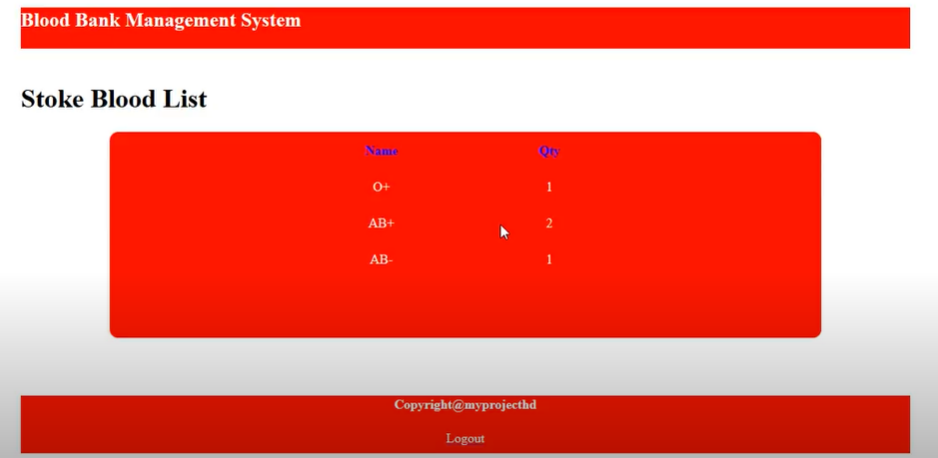 Blood Bank Management System
Stoke Blood List
Name Qty
O+ 1
AB+ 2
AB- 1
Copyright@myprojecthd
Logout